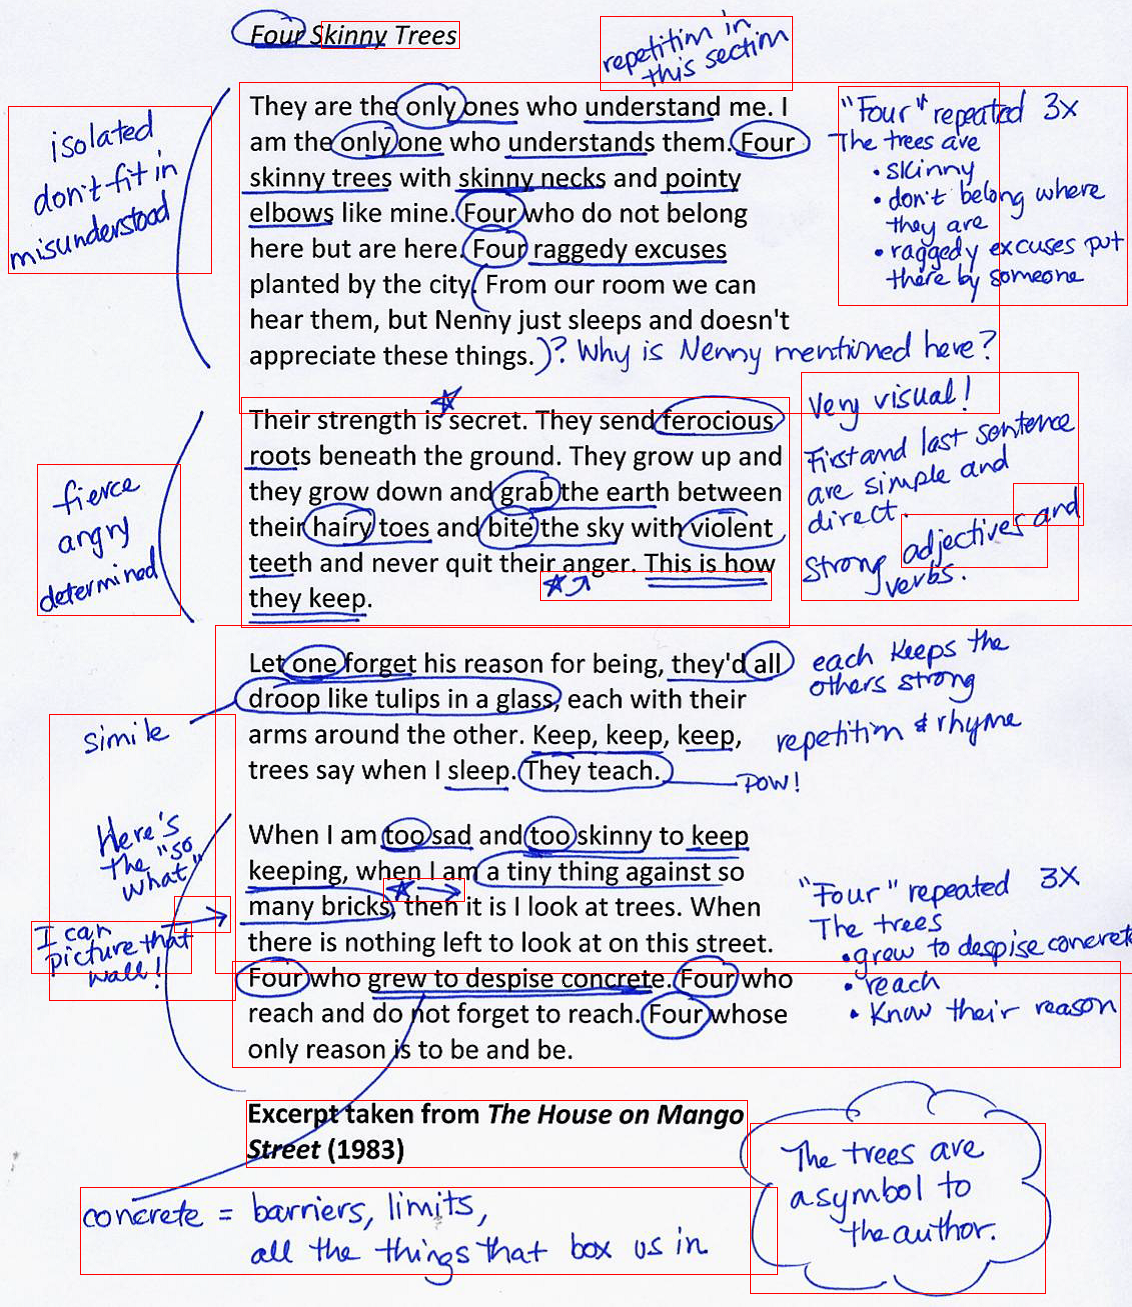 Four Skinny Trees
repetition in
this section
They are the only ones who understand me. I
am the only one who understands them. Four
skinny trees with skinny necks and pointy
elbows like mine. Four who do not belong
here but are here. Four raggedy excuses
planted by the city. From our room we can
hear them, but Nenny just sleeps and doesn't
appreciate these things. )? Why is Nenny mentioned here?
isolated
don't fit in
misunderstood
"Four" repeated 3x
The trees are
• skinny
• don't belong where
they are
• raggedy excuses put
there by someone
Their strength is secret. They send ferocious
roots beneath the ground. They grow up and
they grow down and grab the earth between
their hairy toes and bite the sky with violent
teeth and never quit their anger. This is how
they keep.
fierce
angry
determined
Very visual!
First and last sentence
are simple and
direct.
Strong adjectives and
verbs.
Let one forget his reason for being, they'd all
droop like tulips in a glass, each with their
arms around the other. Keep, keep, keep,
trees say when I sleep. They teach.
simile
each keeps the
others strong
repetition & rhyme
POW!
When I am too sad and too skinny to keep
keeping, when I am a tiny thing against so
many bricks, then it is I look at trees. When
there is nothing left to look at on this street.
Four who grew to despise concrete. Four who
reach and do not forget to reach. Four whose
only reason is to be and be.
Here's
the "so
what"
I can
picture that
wall!
"Four" repeated 3x
The trees
• grew to despise concrete
• reach
• know their reason
Excerpt taken from The House on Mango
Street (1983)
concrete = barriers, limits,
all the things that box us in
The trees are
a symbol to
the author.